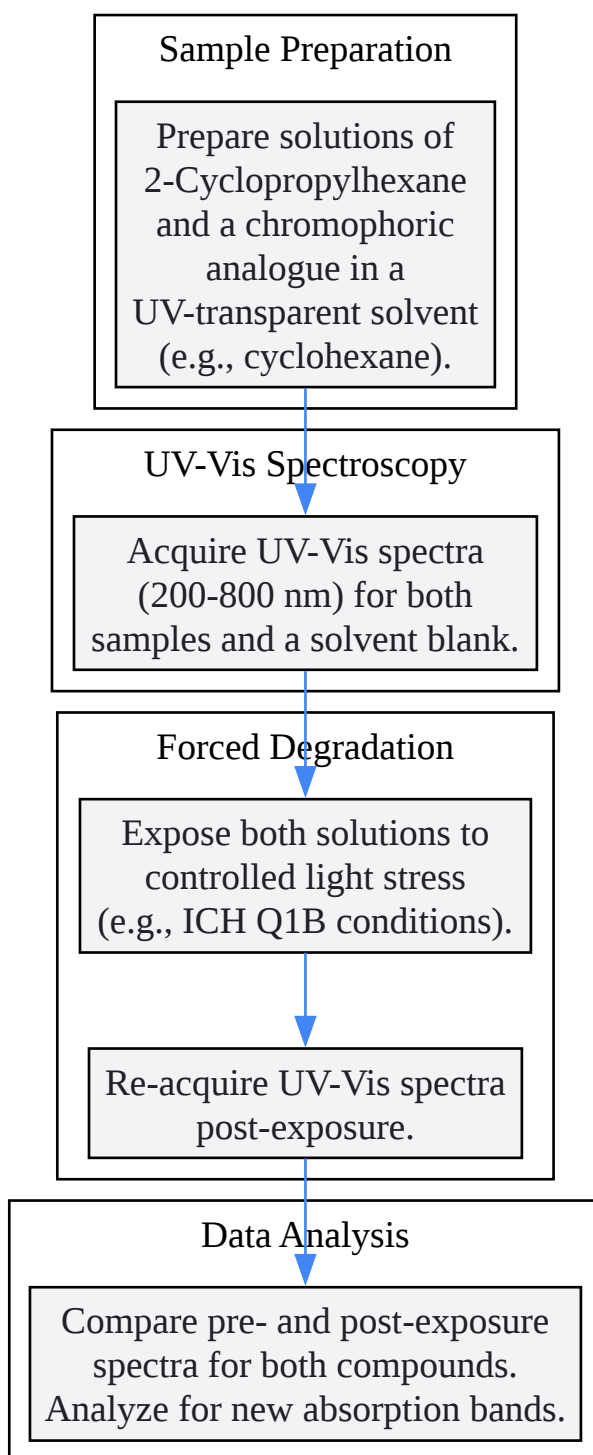 Sample Preparation
Prepare solutions of
2-Cyclopropylhexane
and a chromophoric
analogue in a
UV-transparent solvent
(e.g., cyclohexane).
UV-Vis Spectroscopy
Acquire UV-Vis spectra
(200-800 nm) for both
samples and a solvent blank.
Forced Degradation
Expose both solutions to
controlled light stress
(e.g., ICH Q1B conditions).
Re-acquire UV-Vis spectra
post-exposure.
Data Analysis
Compare pre- and post-exposure
spectra for both compounds.
Analyze for new absorption bands.